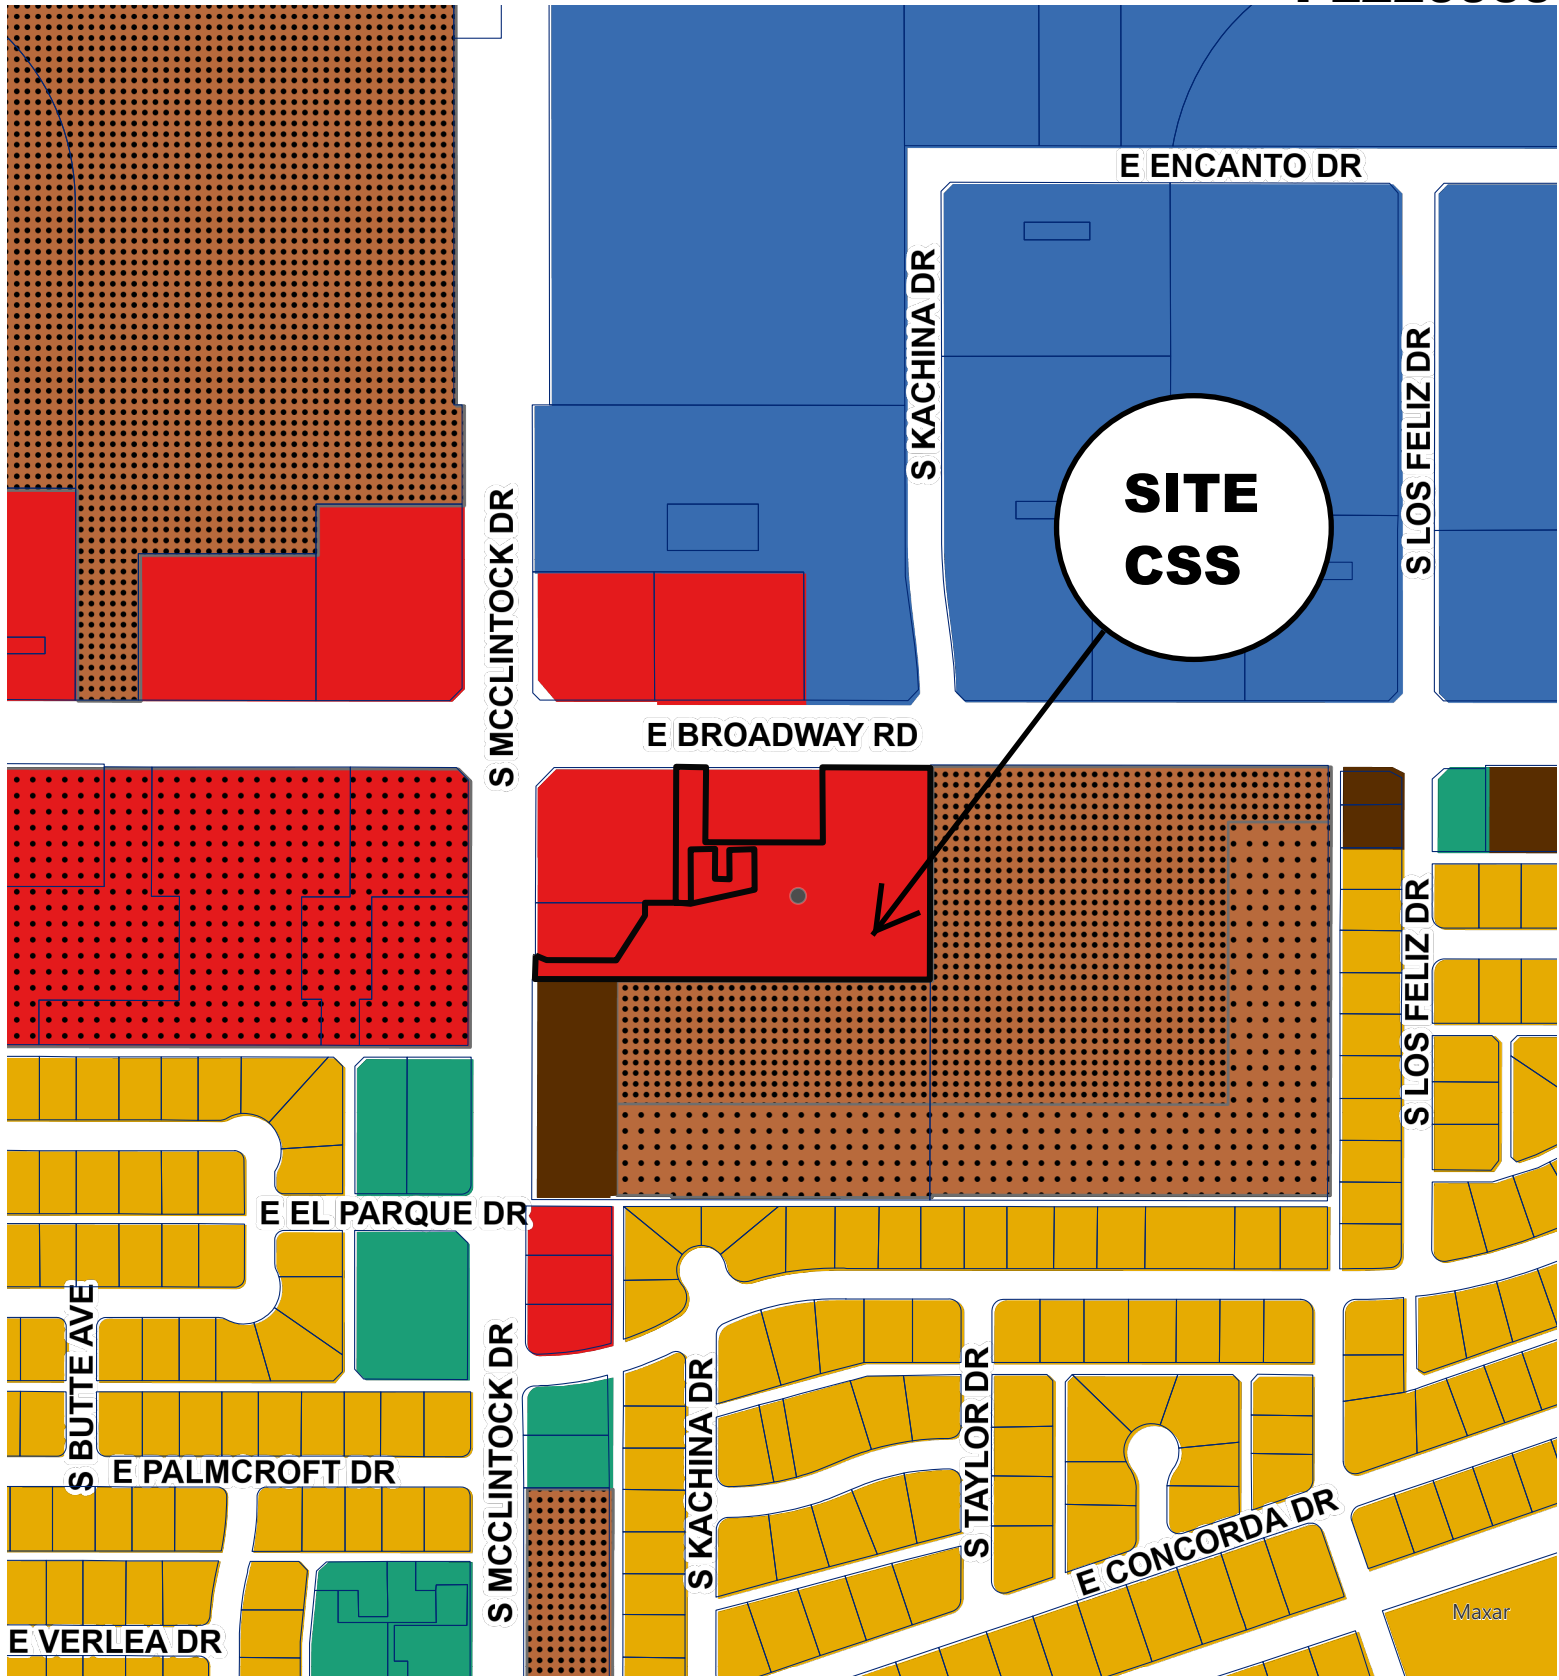 E ENCANTO DR
S KACHINA DR
S LOS FELIZ DR
SITE
CSS
S MCCLINTOCK DR
E BROADWAY RD
S LOS FELIZ DR
E EL PARQUE DR
S BUTTE AVE
S MCCLINTOCK DR
S KACHINA DR
S TAYLOR DR
E PALMCROFT DR
E CONCORDA DR
E VERLEA DR
Maxar